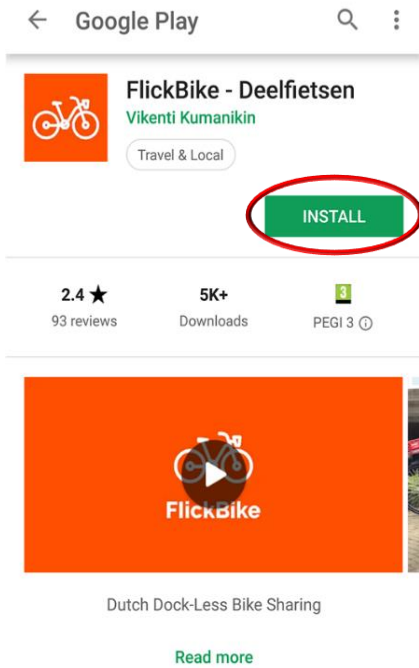 Google Play
FlickBike - Deelfietsen
Vikenti Kumanikin
Travel & Local
INSTALL
2.4 ★ 5K+ 3
93 reviews Downloads PEGI 3
FlickBike
Dutch Dock-Less Bike Sharing
Read more